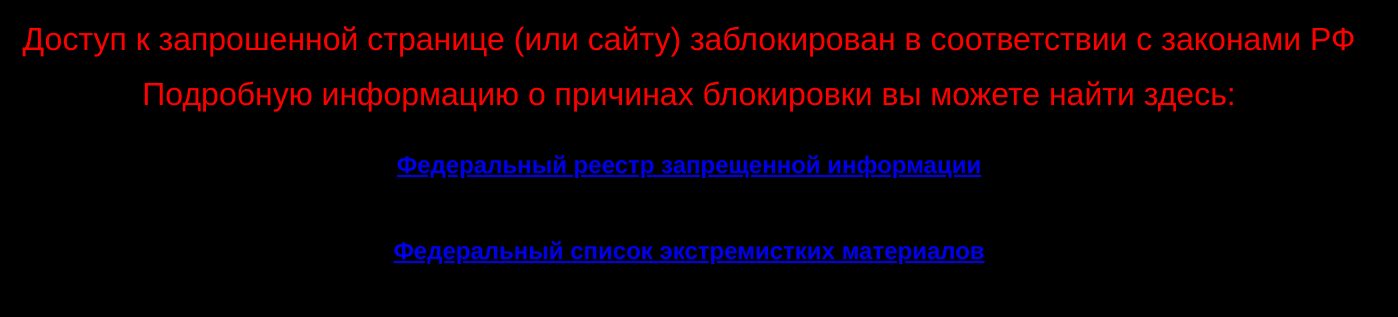 Доступ к запрошенной странице (или сайту) заблокирован в соответствии с законами РФ
Подробную информацию о причинах блокировки вы можете найти здесь:
Федеральный реестр запрещенной информации
Федеральный список экстремистких материалов